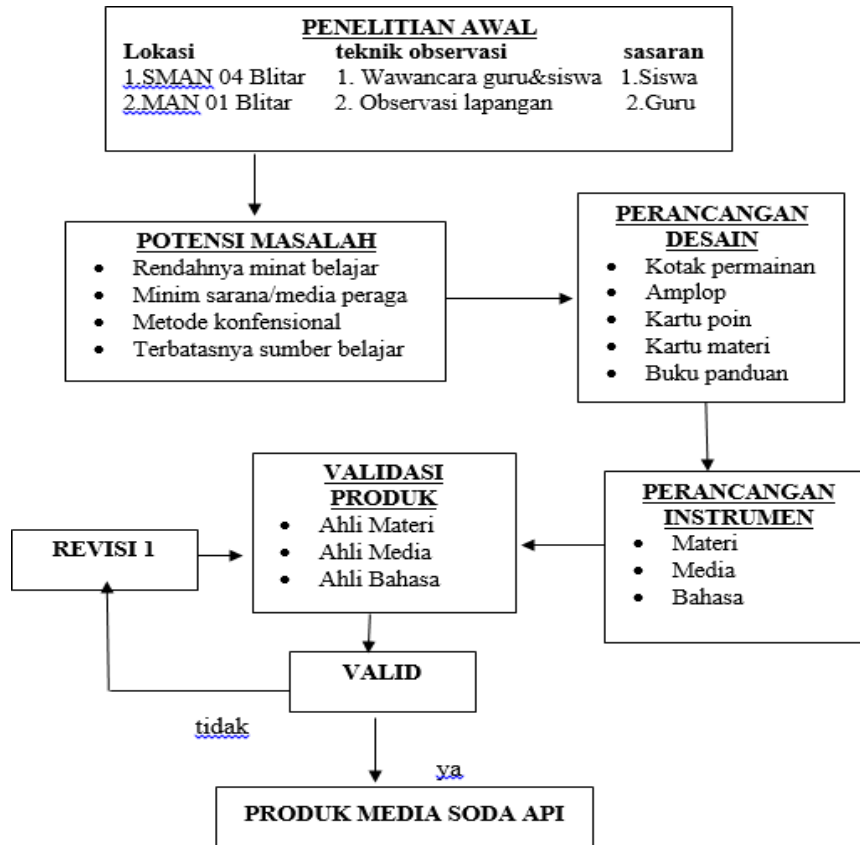 PENELITIAN AWAL
Lokasi teknik observasi sasaran
1.SMAN 04 Blitar 1. Wawancara guru&siswa 1.Siswa
2.MAN 01 Blitar 2. Observasi lapangan 2.Guru
POTENSI MASALAH
• Rendahnya minat belajar
• Minim sarana/media peraga
• Metode konfensional
• Terbatasnya sumber belajar
PERANCANGAN
DESAIN
• Kotak permainan
• Amplop
• Kartu poin
• Kartu materi
• Buku panduan
PERANCANGAN
INSTRUMEN
• Materi
• Media
• Bahasa
VALIDASI
PRODUK
• Ahli Materi
• Ahli Media
• Ahli Bahasa
REVISI 1
VALID
tidak
ya
PRODUK MEDIA SODA API